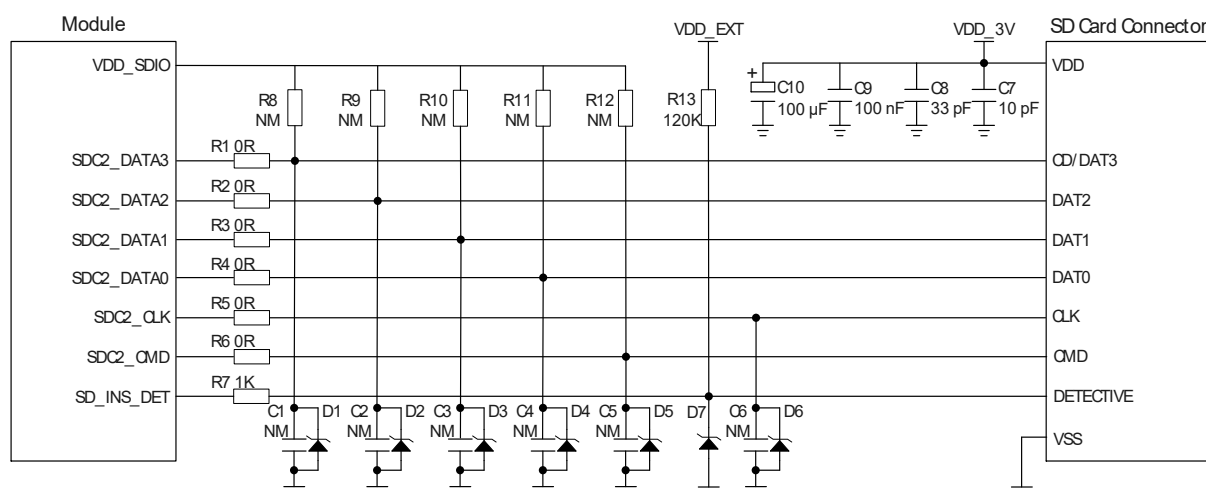 Module
VDD_EXT
VDD_3V
SD Card Connector
VDD_SDIO
VDD
R8
NM
R9
NM
R10
NM
R11
NM
R12
NM
R13
120K
+
C10
100 µF
C9
100 nF
C8
33 pF
C7
10 pF
SDC2_DATA3
R1 0R
CD/DAT3
SDC2_DATA2
R2 0R
DAT2
SDC2_DATA1
R3 0R
DAT1
SDC2_DATA0
R4 0R
DAT0
SDC2_CLK
R5 0R
CLK
SDC2_CMD
R6 0R
CMD
SD_INS_DET
R7 1K
DETECTIVE
C1
NM
D1
C2
NM
D2
C3
NM
D3
C4
NM
D4
C5
NM
D5
D7
C6
NM
D6
VSS